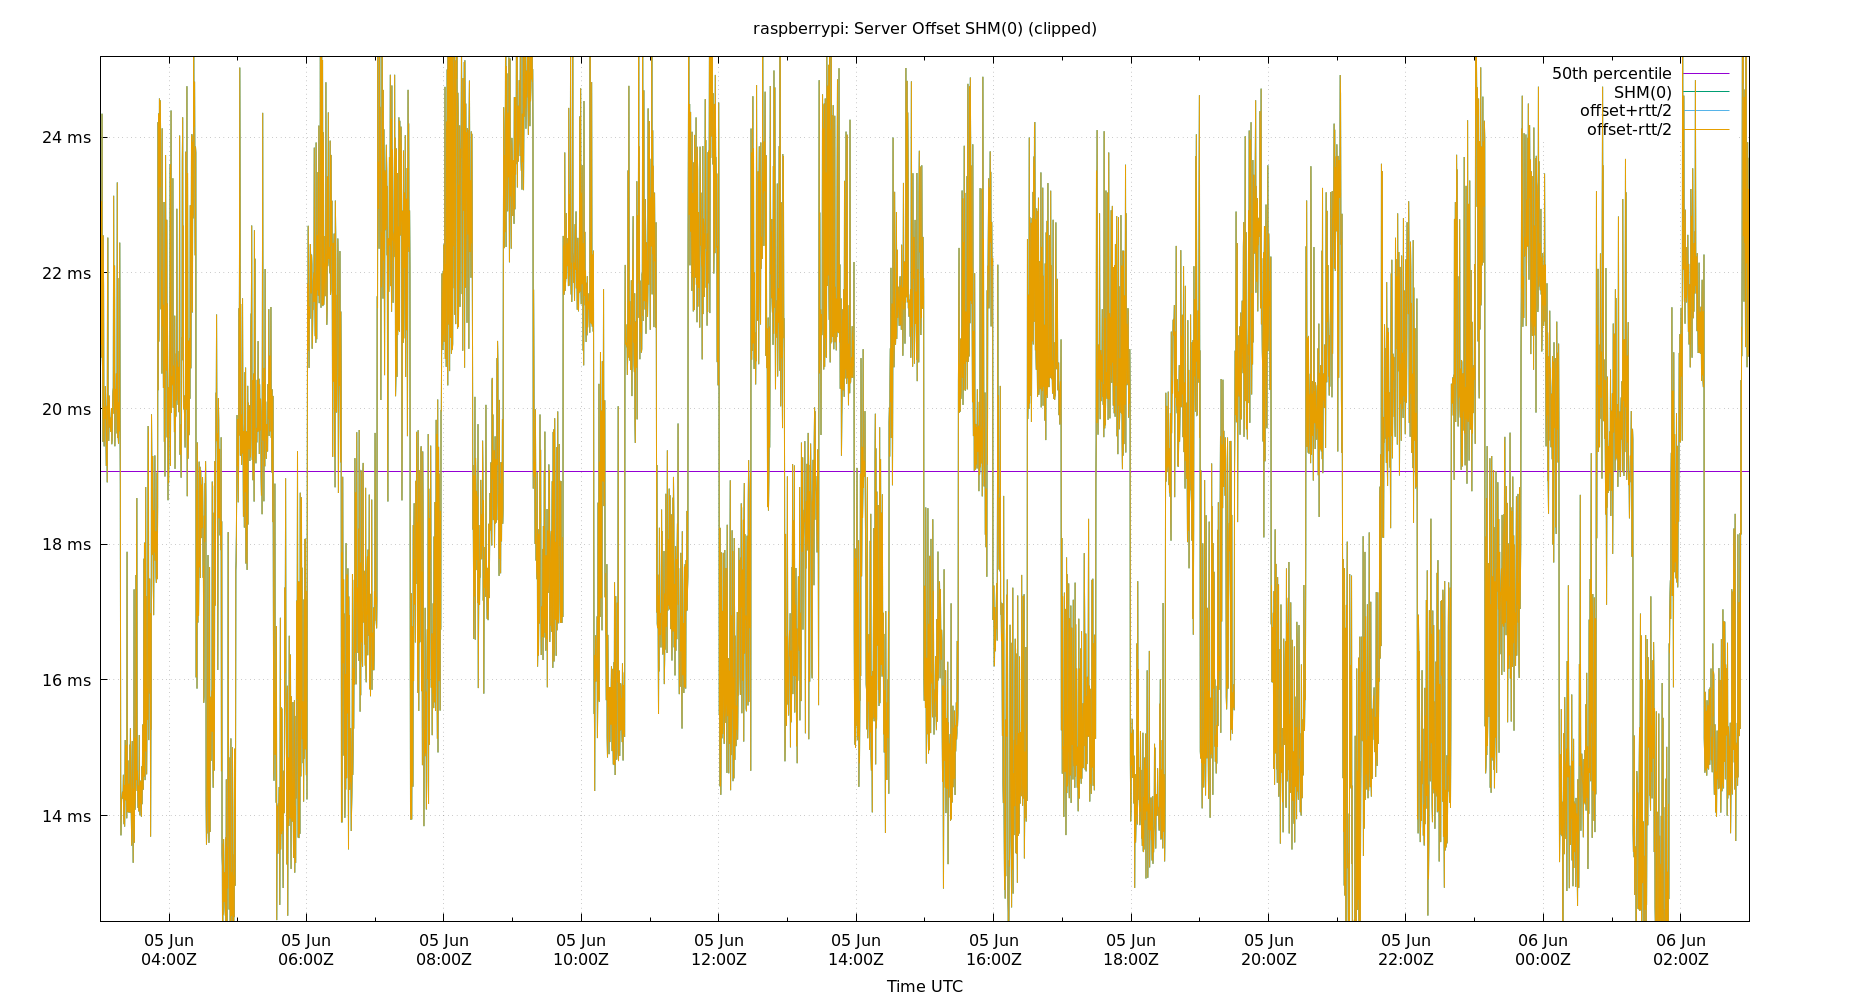 raspberrypi: Server Offset SHM(0) (clipped)
50th percentile
SHM(0)
offset+rtt/2
offset-rtt/2
24 ms
22 ms
20 ms
18 ms
16 ms
14 ms
05 Jun 05 Jun 05 Jun 05 Jun 05 Jun 05 Jun 05 Jun 05 Jun 05 Jun 05 Jun 06 Jun 06 Jun
04:00Z 06:00Z 08:00Z 10:00Z 12:00Z 14:00Z 16:00Z 18:00Z 20:00Z 22:00Z 00:00Z 02:00Z
Time UTC